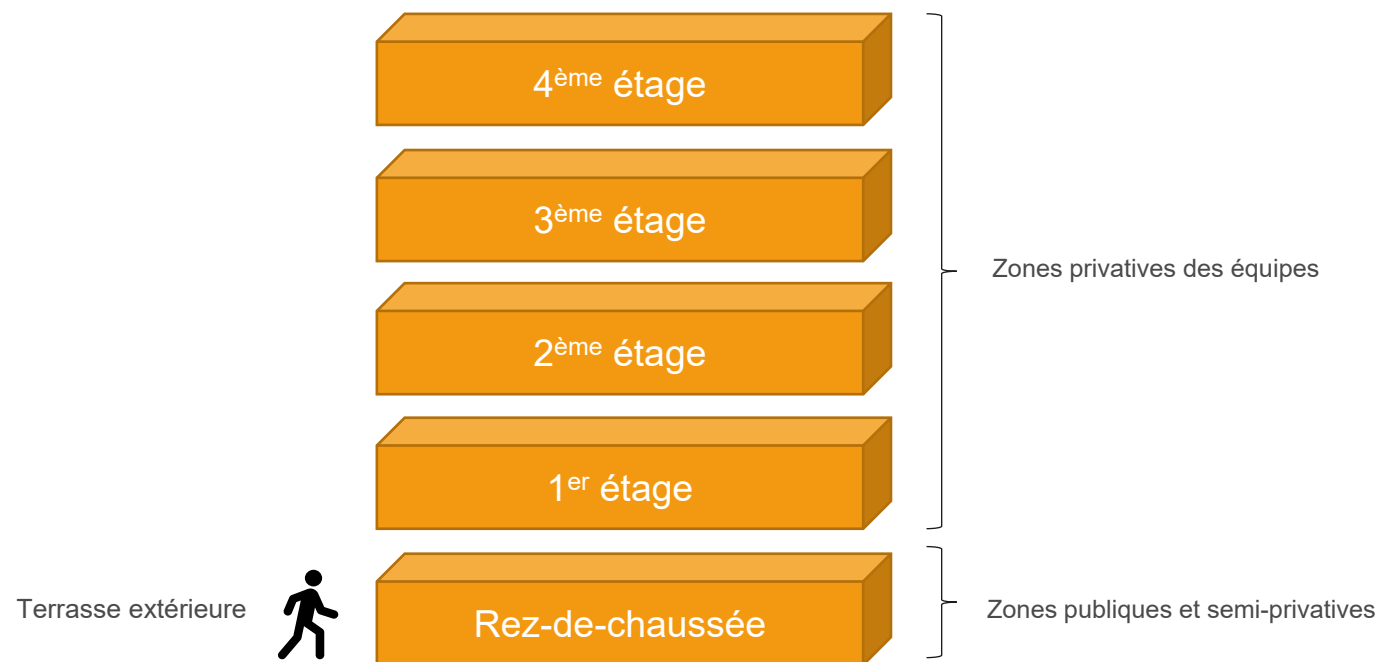 4ème étage
3ème étage
Zones privatives des équipes
2ème étage
1er étage
Terrasse extérieure
Rez-de-chaussée
Zones publiques et semi-privatives